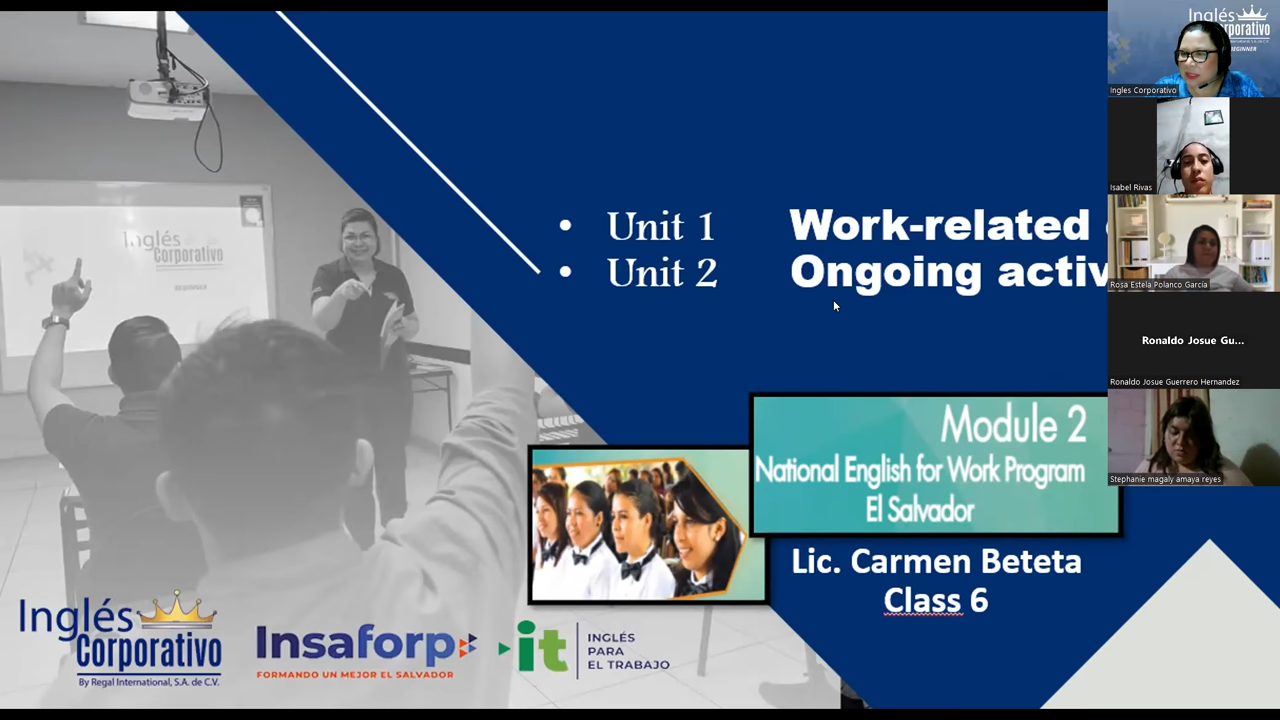 • Unit 1 Work-related
• Unit 2 Ongoing activ
Module 2
National English for Work Program
El Salvador
Lic. Carmen Beteta
Class 6
Inglés
Corporativo
By Regal International, S.A. de C.V.
Insaforp
FORMANDO UN MEJOR EL SALVADOR
it
INGLÉS
PARA
EL TRABAJO
Inglés
Corporativo
Inglés
orporativo
EGINNER
Ingles Corporativo
Isabel Rivas
Rosa Estela Polanco García
Ronaldo Josue Gu...
Ronaldo Josue Guerrero Hernandez
Stephanie magaly amaya reyes